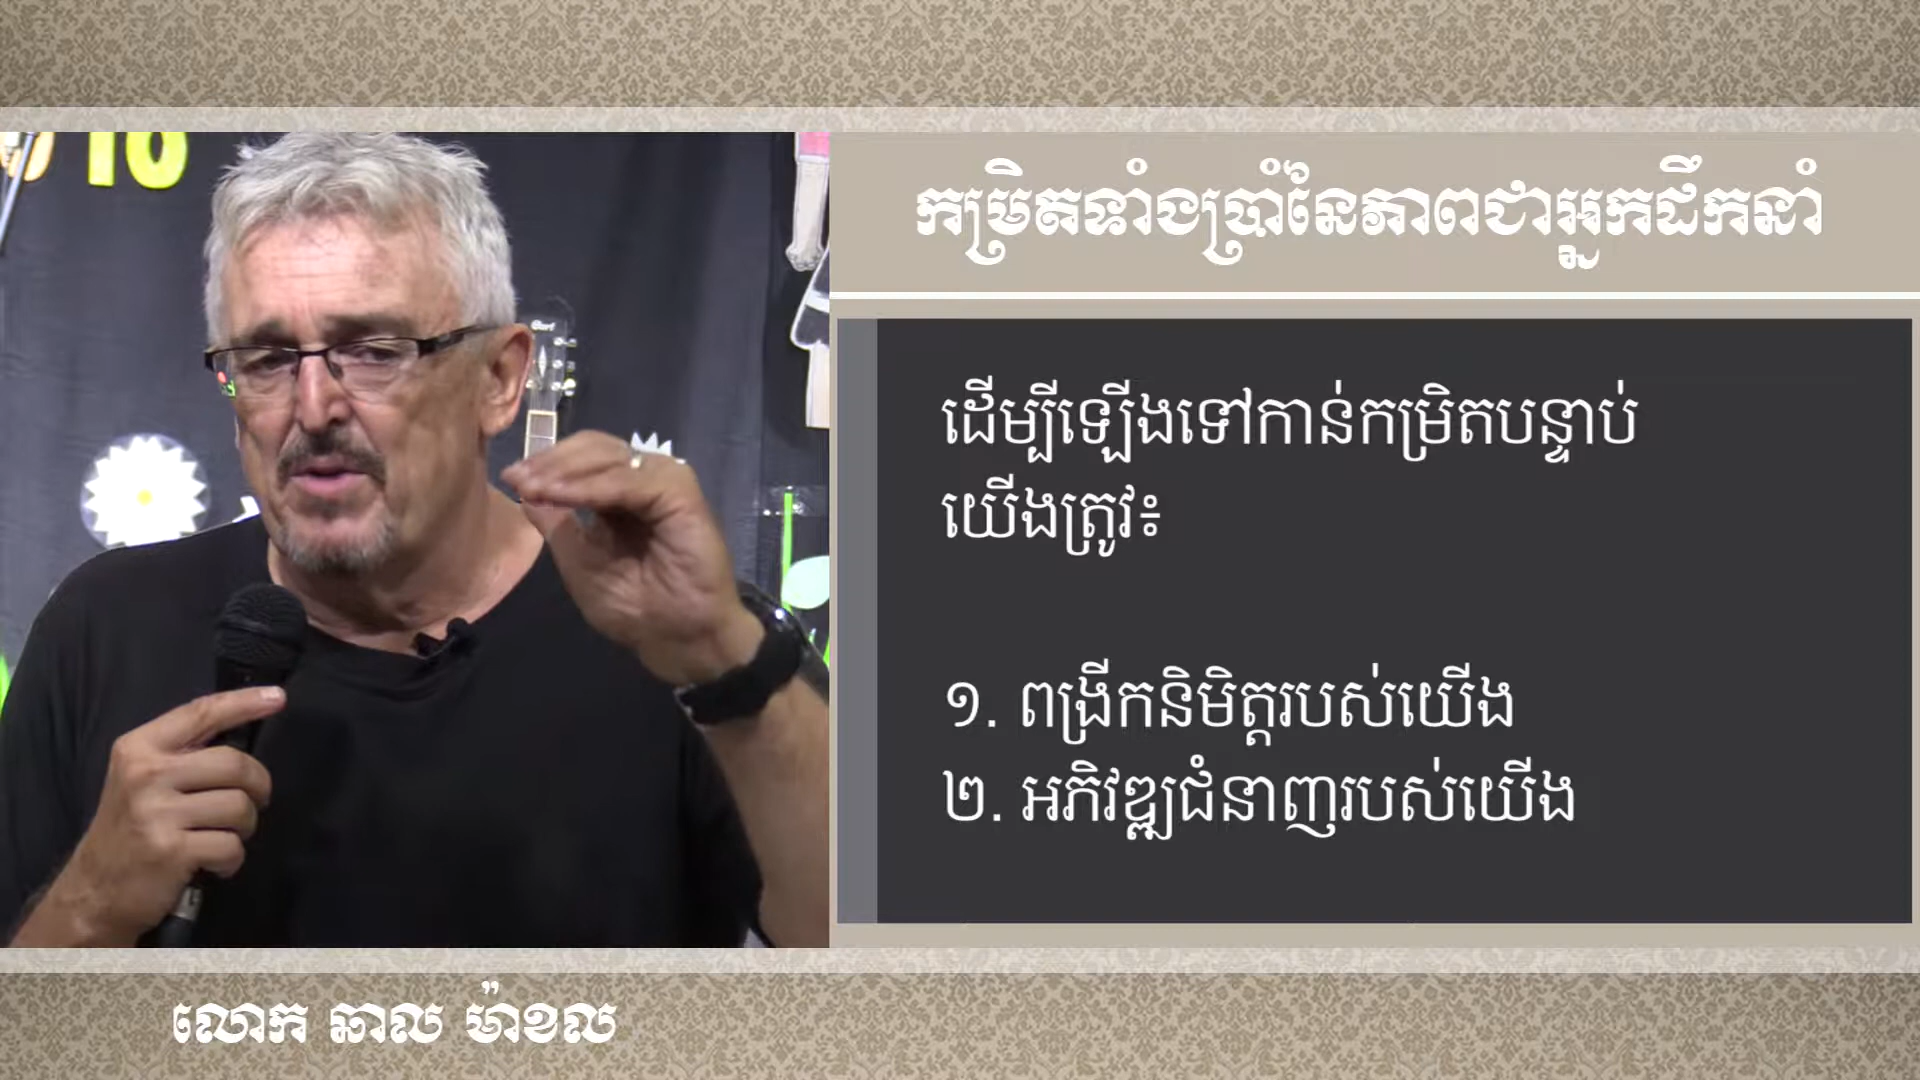 10
កម្រិតទាំងប្រាំនៃភាពជាអ្នកដឹកនាំ
Cort
ដើម្បីឡើងទៅកាន់កម្រិតបន្ទាប់
យើងត្រូវ៖
១. ពង្រីកនិមិត្តរបស់យើង
២. អភិវឌ្ឍជំនាញរបស់យើង
លោក ឆាល ម៉ាខល